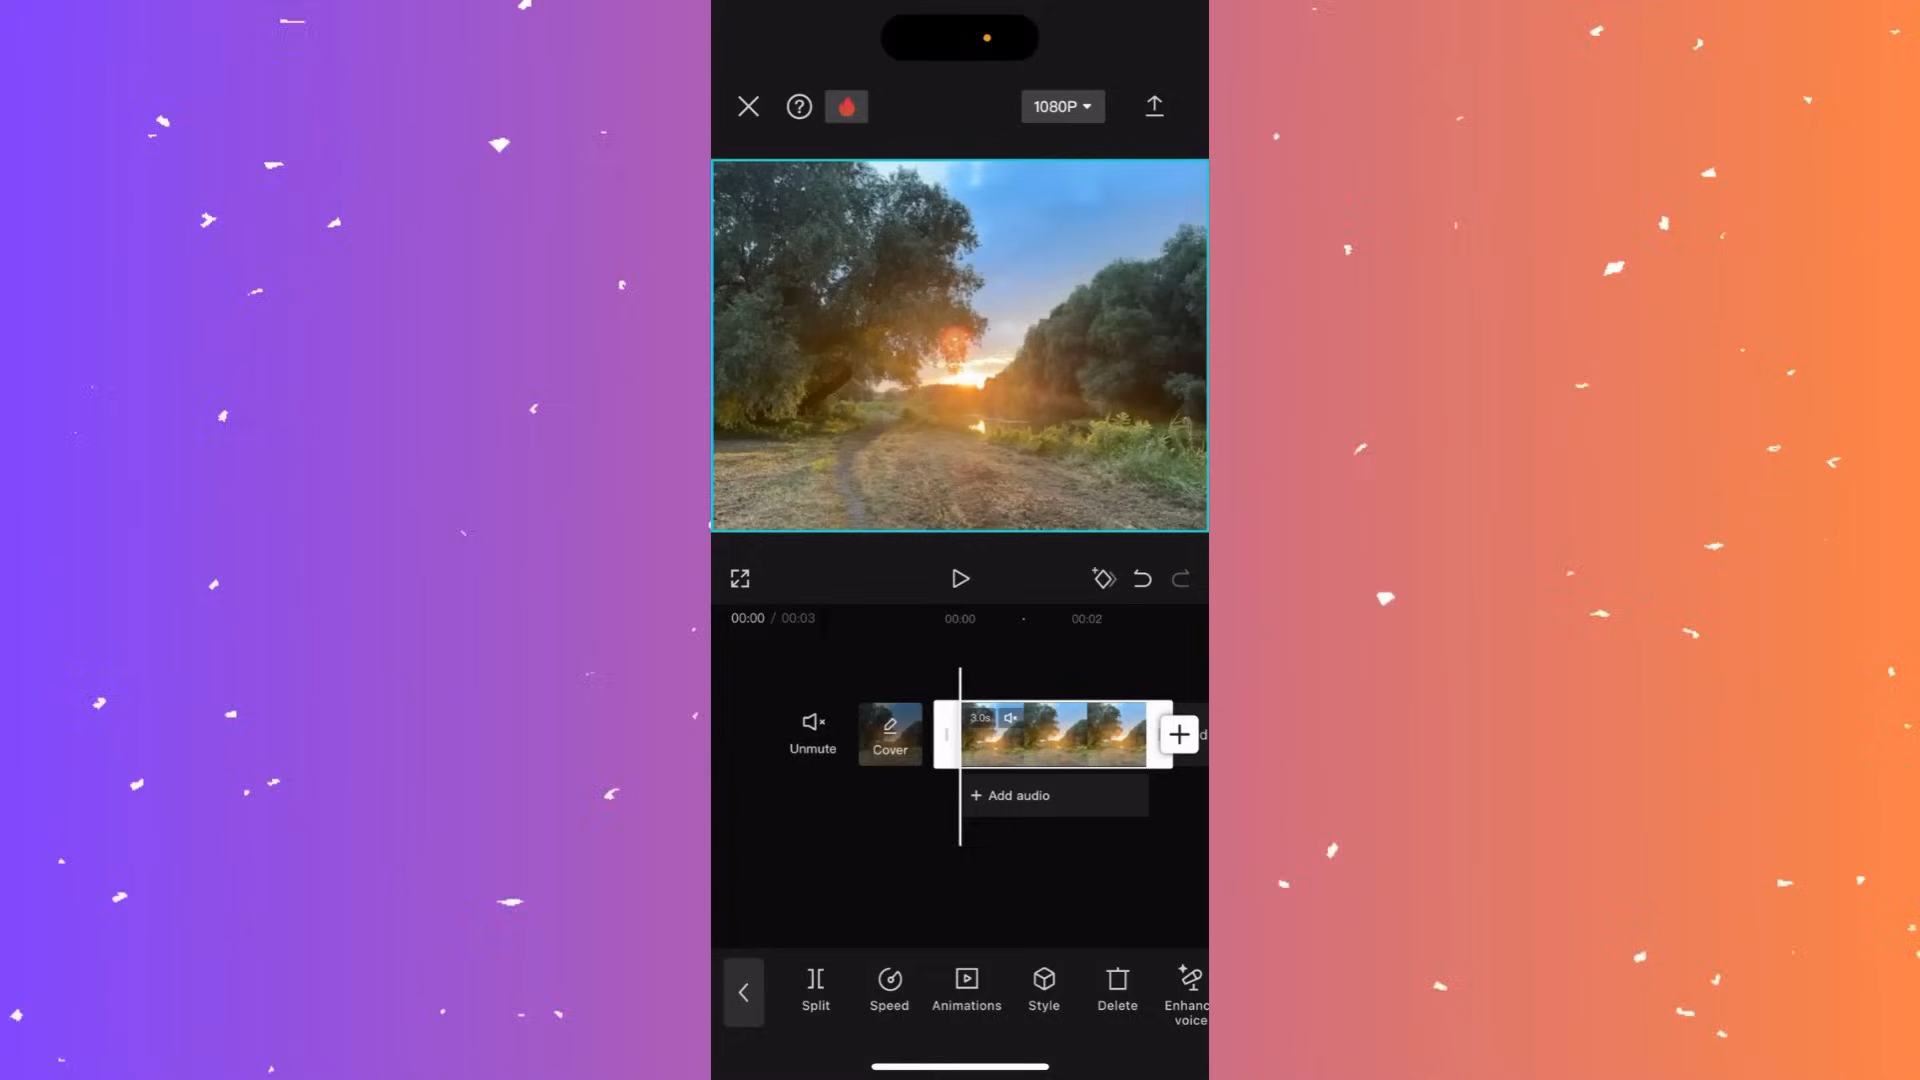 1080P
00:00 / 00:03
00:00
00:02
Unmute
Cover
3.0s
d
+ Add audio
Split
Speed
Animations
Style
Delete
Enhanc
voice